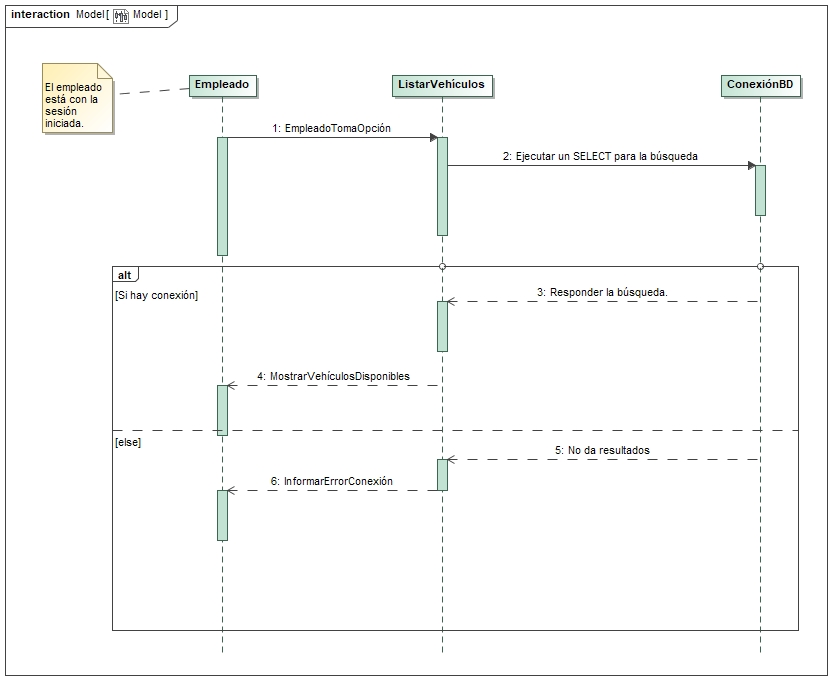 interaction Model[ Model ]
El empleado
está con la
sesión
iniciada.
Empleado
ListarVehículos
ConexiónBD
1: EmpleadoTomaOpción
2: Ejecutar un SELECT para la búsqueda
alt
[Si hay conexión]
3: Responder la búsqueda.
4: MostrarVehículosDisponibles
[else]
5: No da resultados
6: InformarErrorConexión